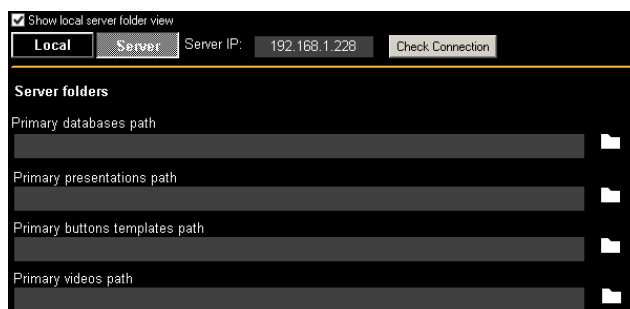 Show local server folder view
Local Server Server IP: 192.168.1.228 Check Connection
Server folders
Primary databases path
Primary presentations path
Primary buttons templates path
Primary videos path